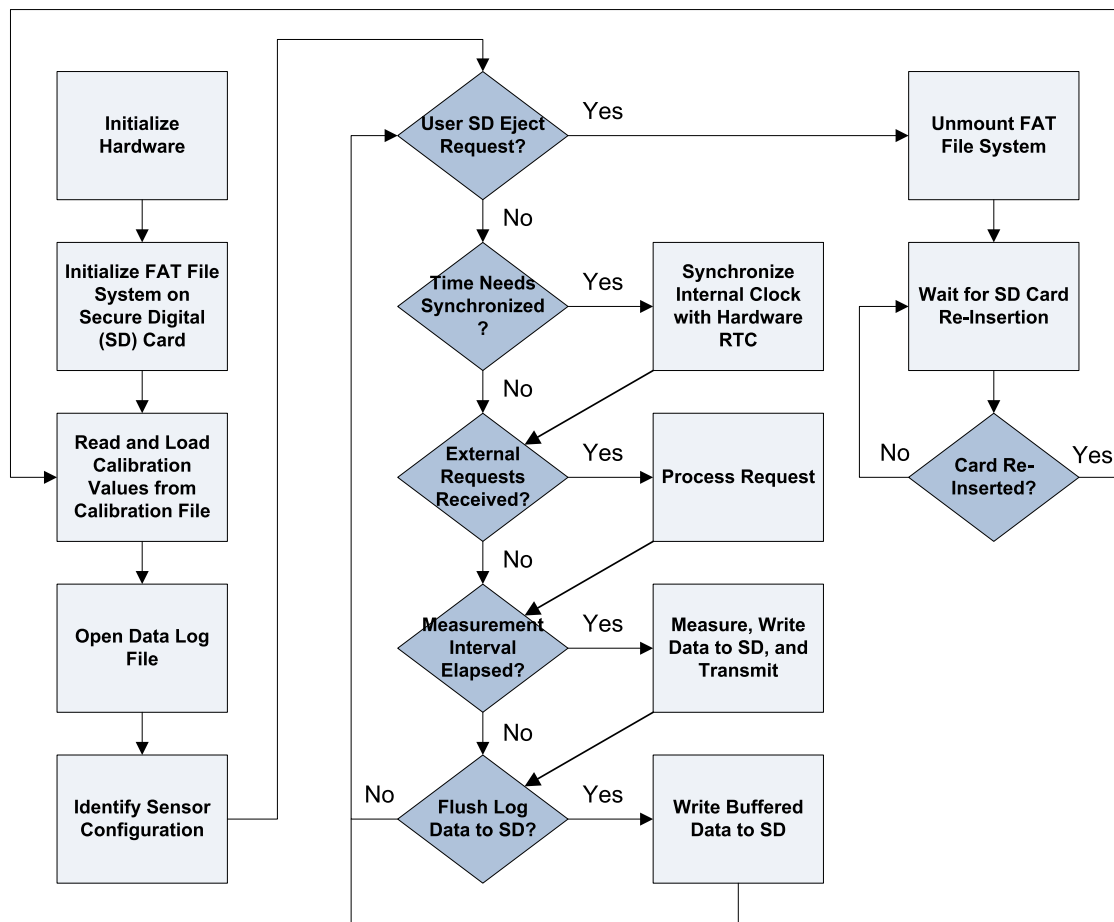 Initialize
Hardware
Initialize FAT File
System on
Secure Digital
(SD) Card
Read and Load
Calibration
Values from
Calibration File
Open Data Log
File
Identify Sensor
Configuration
User SD Eject
Request?
Yes
No
Time Needs
Synchronized
?
Yes
No
Synchronize
Internal Clock
with Hardware
RTC
External
Requests
Received?
Yes
No
Process Request
Measurement
Interval
Elapsed?
Yes
No
Measure, Write
Data to SD, and
Transmit
Flush Log
Data to SD?
No
Yes
Write Buffered
Data to SD
Unmount FAT
File System
Wait for SD Card
Re-Insertion
Card Re-
Inserted?
No
Yes